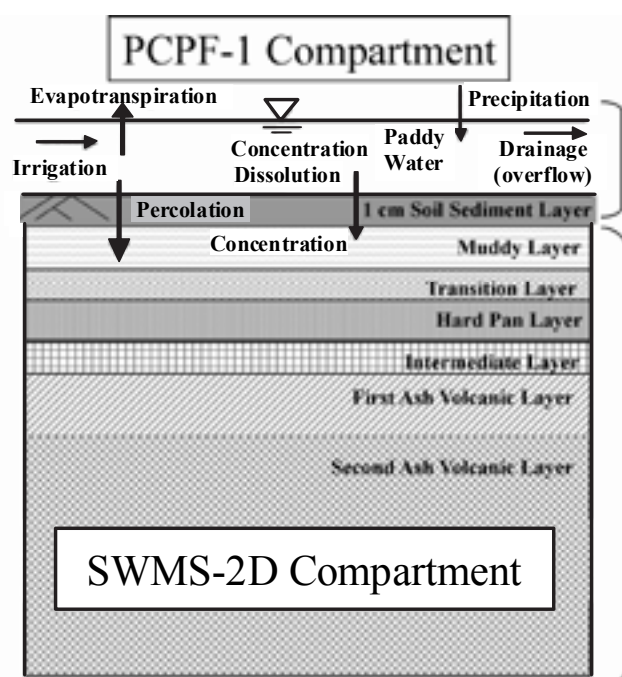 PCPF-1 Compartment
Evapotranspiration
Precipitation
Irrigation
Concentration
Dissolution
Paddy
Water
Drainage
(overflow)
Percolation
1 cm Soil Sediment Layer
Concentration
Muddy Layer
Transition Layer
Hard Pan Layer
Intermediate Layer
First Ash Volcanic Layer
Second Ash Volcanic Layer
SWMS-2D Compartment